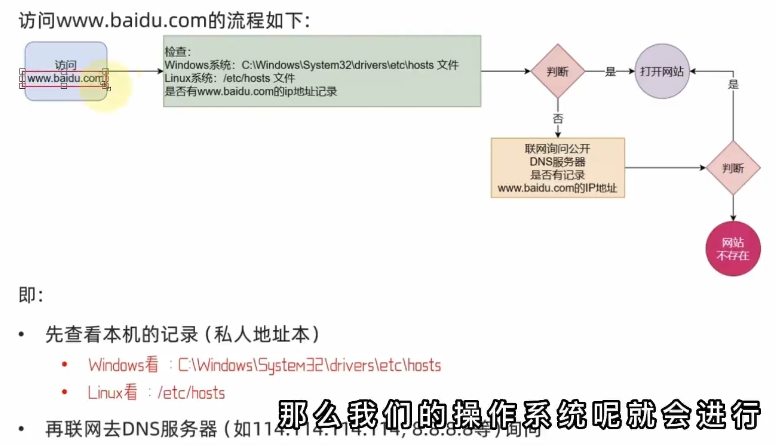 访问www.baidu.com的流程如下：
访问
www.baidu.com
检查：
Windows系统：C:\Windows\System32\drivers\etc\hosts 文件
Linux系统：/etc/hosts 文件
是否有www.baidu.com的ip地址记录
判断
是
打开网站
是
否
联网询问公开
DNS服务器
是否有记录
www.baidu.com的IP地址
判断
网站
不存在
即：
• 先查看本机的记录（私人地址本）
• Windows看：C:\Windows\System32\drivers\etc\hosts
• Linux看：/etc/hosts
• 再联网去DNS服务器（如114.114.114.114，8.8.8.8等）询问
那么我们的操作系统呢就会进行